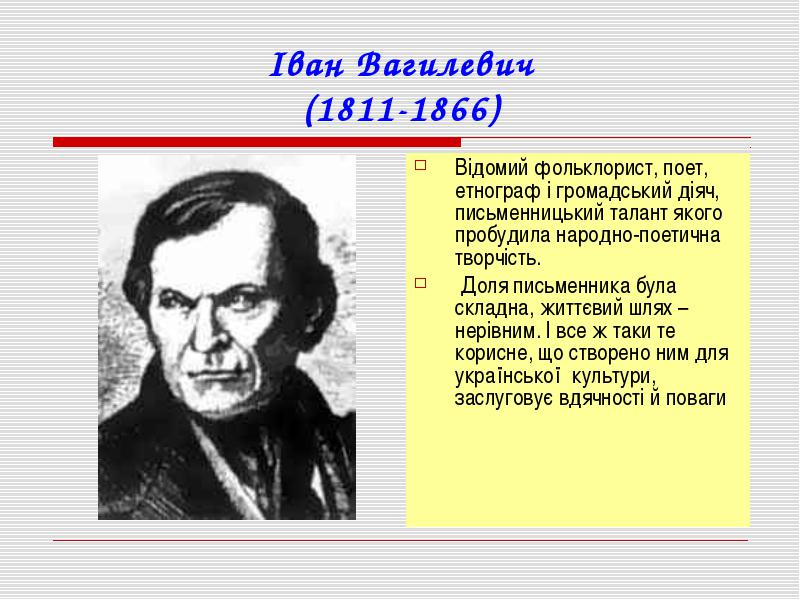 Іван Вагилевич
(1811-1866)
Відомий фольклорист, поет,
етнограф і громадський діяч,
письменницький талант якого
пробудила народно-поетична
творчість.
Доля письменника була
складна, життєвий шлях –
нерівним. І все ж таки те
корисне, що створено ним для
української культури,
заслуговує вдячності й поваги